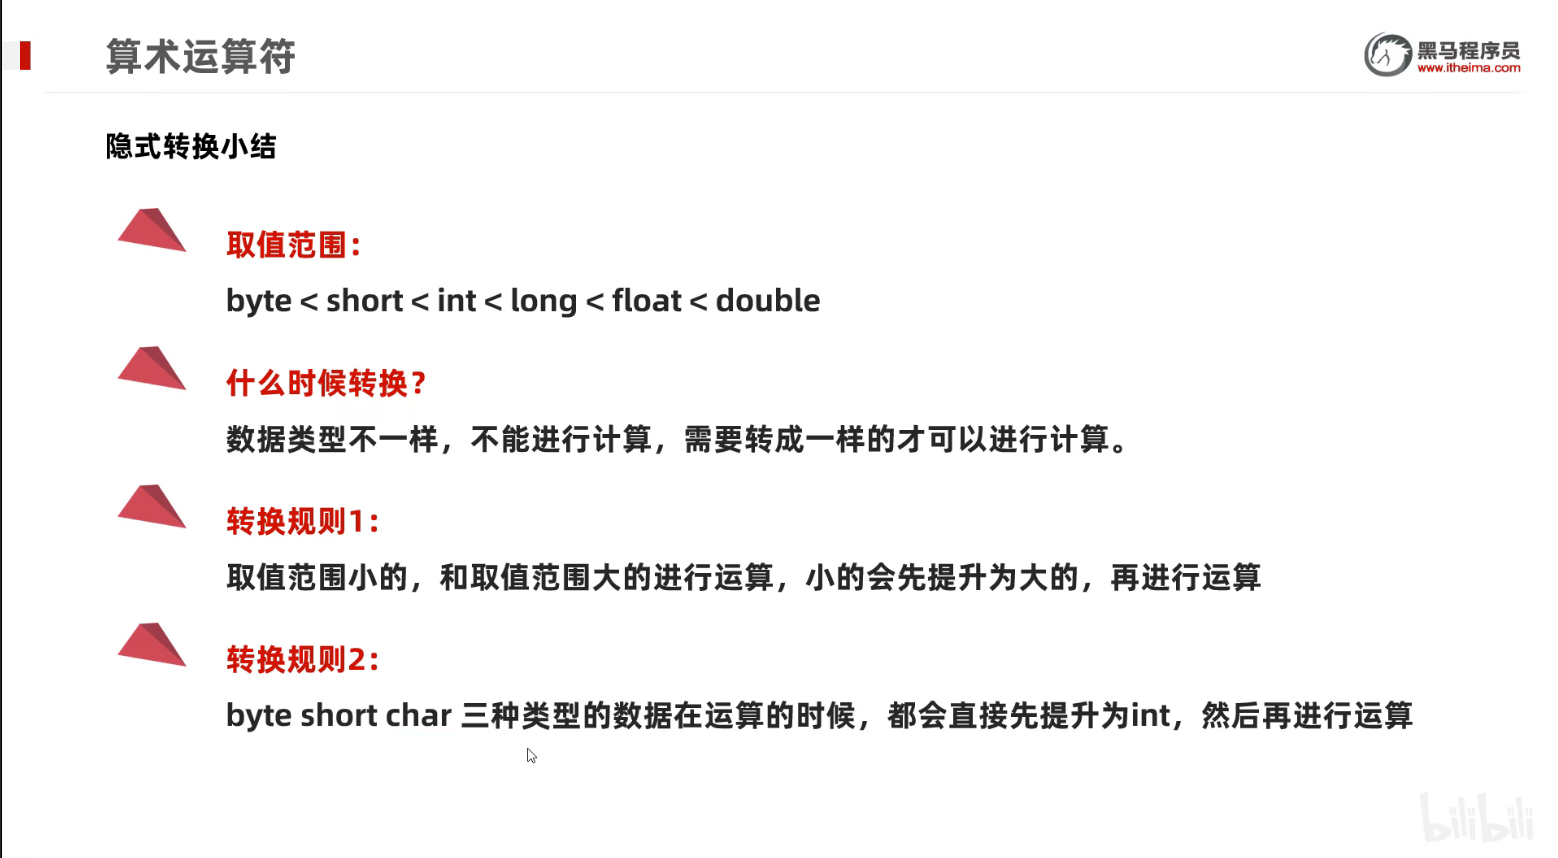 算术运算符
黑马程序员
www.itheima.com
隐式转换小结
取值范围：
byte < short < int < long < float < double
什么时候转换？
数据类型不一样，不能进行计算，需要转成一样的才可以进行计算。
转换规则1：
取值范围小的，和取值范围大的进行运算，小的会先提升为大的，再进行运算
转换规则2：
byte short char 三种类型的数据在运算的时候，都会直接先提升为int，然后再进行运算
bilibili